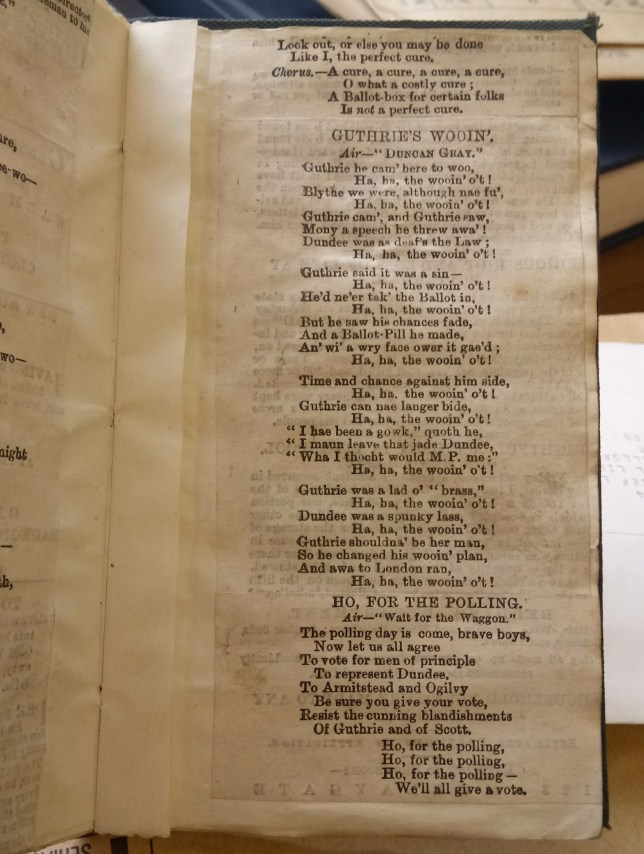 Look out, or else you may be done
Like I, the perfect cure.
Chorus.—A cure, a cure, a cure, a cure,
O what a costly cure ;
A Ballot-box for certain folks
Is not a perfect cure.
GUTHRIE'S WOOIN'.
Air—"DUNCAN GRAY."
Guthrie he cam' here to woo,
Ha, ha, the wooin' o't !
Blythe we were, although nae fu',
Ha, ha, the wooin' o't !
Guthrie cam', and Guthrie saw,
Mony a speech he threw awa' !
Dundee was as deaf's the Law ;
Ha, ha, the wooin' o't !
Guthrie said it was a sin—
Ha, ha, the wooin' o't !
He'd ne'er tak' the Ballot in,
Ha, ha, the wooin' o't !
But he saw his chances fade,
And a Ballot-Pill he made,
An' wi' a wry face ower it gae'd ;
Ha, ha, the wooin' o't !
Time and chance against him side,
Ha, ha, the wooin' o't !
Guthrie can nae langer bide,
Ha, ha, the wooin' o't !
" I hae been a gowk," quoth he,
" I maun leave that jade Dundee,
" Wha I thocht would M.P. me :"
Ha, ha, the wooin' o't !
Guthrie was a lad o' " brass,"
Ha, ha, the wooin' o't !
Dundee was a spunky lass,
Ha, ha, the wooin' o't !
Guthrie shouldna' be her man,
So he changed his wooin' plan,
And awa to London ran,
Ha, ha, the wooin' o't !
HO, FOR THE POLLING.
Air—"Wait for the Waggon."
The polling day is come, brave boys,
Now let us all agree
To vote for men of principle
To represent Dundee.
To Armitstead and Ogilvy
Be sure you give your vote,
Resist the cunning blandishments
Of Guthrie and of Scott.
Ho, for the polling,
Ho, for the polling,
Ho, for the polling—
We'll all give a vote.